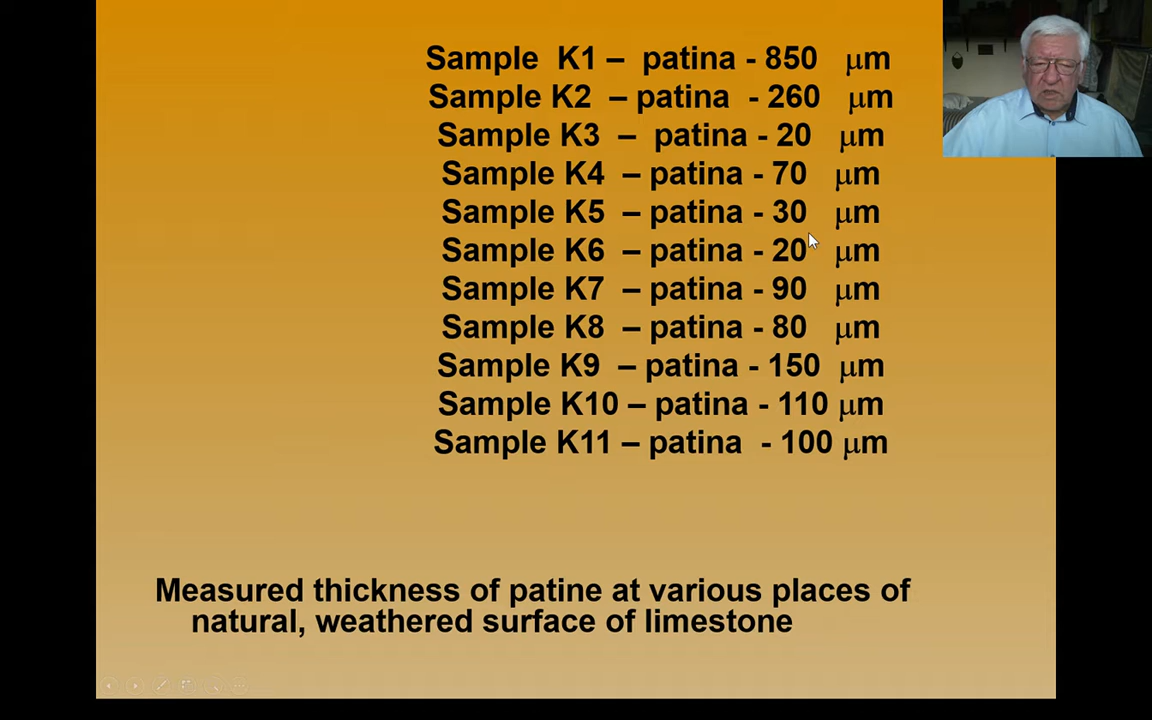 Sample K1 – patina - 850 μm
Sample K2 – patina - 260 μm
Sample K3 – patina - 20 μm
Sample K4 – patina - 70 μm
Sample K5 – patina - 30 μm
Sample K6 – patina - 20 μm
Sample K7 – patina - 90 μm
Sample K8 – patina - 80 μm
Sample K9 – patina - 150 μm
Sample K10 – patina - 110 μm
Sample K11 – patina - 100 μm
Measured thickness of patine at various places of
natural, weathered surface of limestone